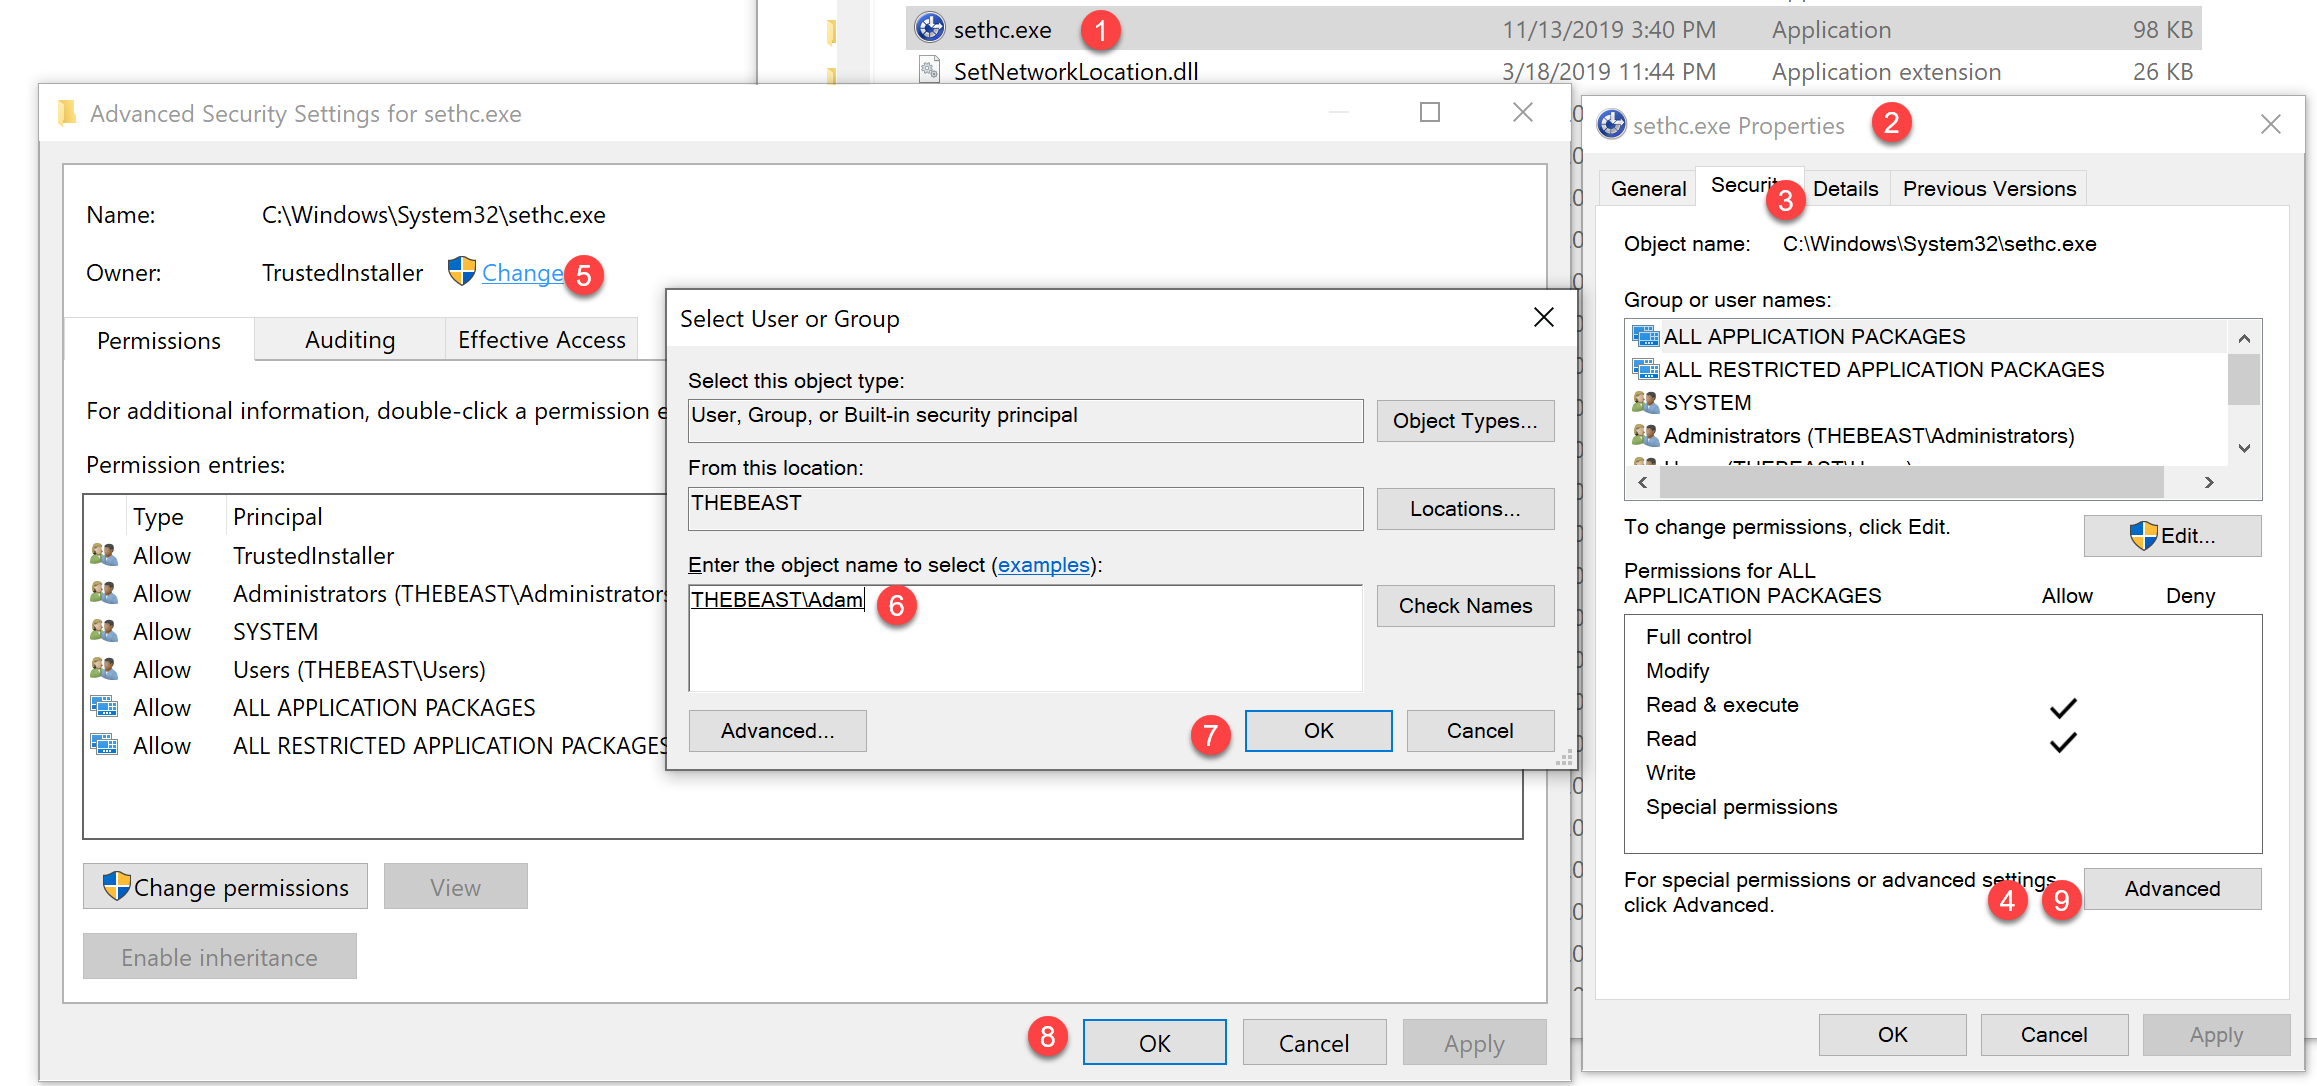 sethc.exe 1 11/13/2019 3:40 PM Application 98 KB
SetNetworkLocation.dll 3/18/2019 11:44 PM Application extension 26 KB
Advanced Security Settings for sethc.exe
Name: C:\Windows\System32\sethc.exe
Owner: TrustedInstaller Change 5
Permissions Auditing Effective Access
For additional information, double-click a permission e
Permission entries:
Type Principal
Allow TrustedInstaller
Allow Administrators (THEBEAST\Administrators
Allow SYSTEM
Allow Users (THEBEAST\Users)
Allow ALL APPLICATION PACKAGES
Allow ALL RESTRICTED APPLICATION PACKAGES
Change permissions View
Enable inheritance
8 OK Cancel Apply
Select User or Group
Select this object type:
User, Group, or Built-in security principal Object Types...
From this location:
THEBEAST Locations...
Enter the object name to select (examples):
THEBEAST\Adam 6 Check Names
Advanced... 7 OK Cancel
sethc.exe Properties 2
General Securit 3 Details Previous Versions
Object name: C:\Windows\System32\sethc.exe
Group or user names:
ALL APPLICATION PACKAGES
ALL RESTRICTED APPLICATION PACKAGES
SYSTEM
Administrators (THEBEAST\Administrators)
To change permissions, click Edit. Edit...
Permissions for ALL
APPLICATION PACKAGES Allow Deny
Full control
Modify
Read & execute
Read
Write
Special permissions
For special permissions or advanced settings,
click Advanced. 4 9 Advanced
OK Cancel Apply